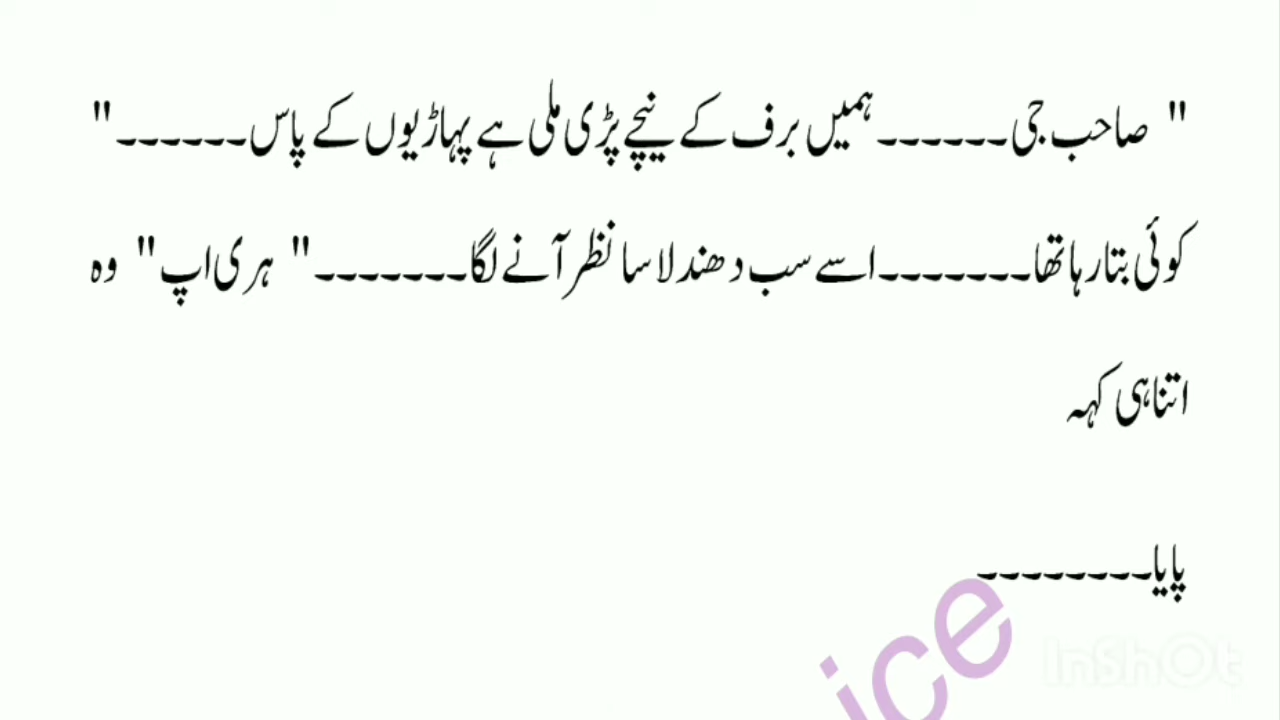 " صاحب جی۔۔۔۔۔۔ ہمیں برف کے نیچے پڑی ملی ہے پہاڑیوں کے پاس۔۔۔۔۔۔ "
کوئی بتا رہا تھا۔۔۔۔۔۔۔ اسے سب دھندلا سا نظر آنے لگا۔۔۔۔۔۔۔ " ہری اپ " وہ
اتنا ہی کہہ
پایا۔۔۔۔۔۔۔۔
ice
InShOt